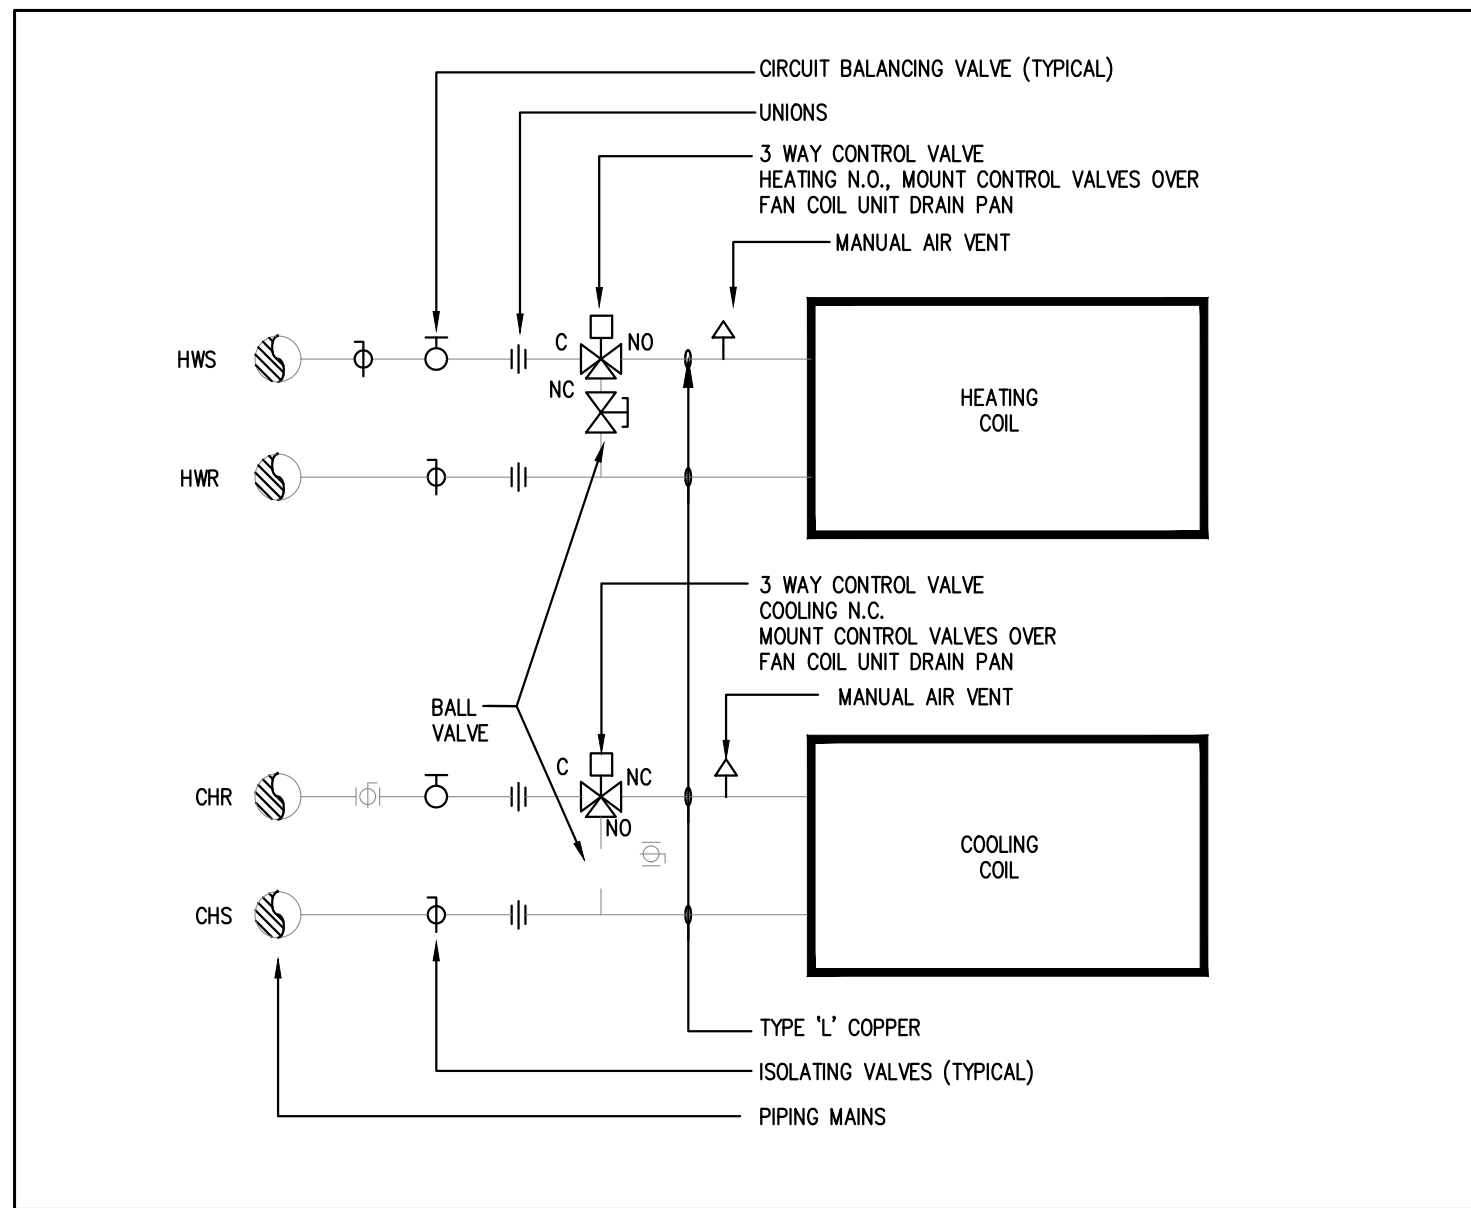 CIRCUIT BALANCING VALVE (TYPICAL)
UNIONS
3 WAY CONTROL VALVE
HEATING N.O., MOUNT CONTROL VALVES OVER
FAN COIL UNIT DRAIN PAN
MANUAL AIR VENT
C
NO
HWS
NC
HEATING
COIL
HWR
3 WAY CONTROL VALVE
COOLING N.C.
MOUNT CONTROL VALVES OVER
FAN COIL UNIT DRAIN PAN
MANUAL AIR VENT
BALL
VALVE
C
NC
CHR
NO
COOLING
COIL
CHS
TYPE 'L' COPPER
ISOLATING VALVES (TYPICAL)
PIPING MAINS